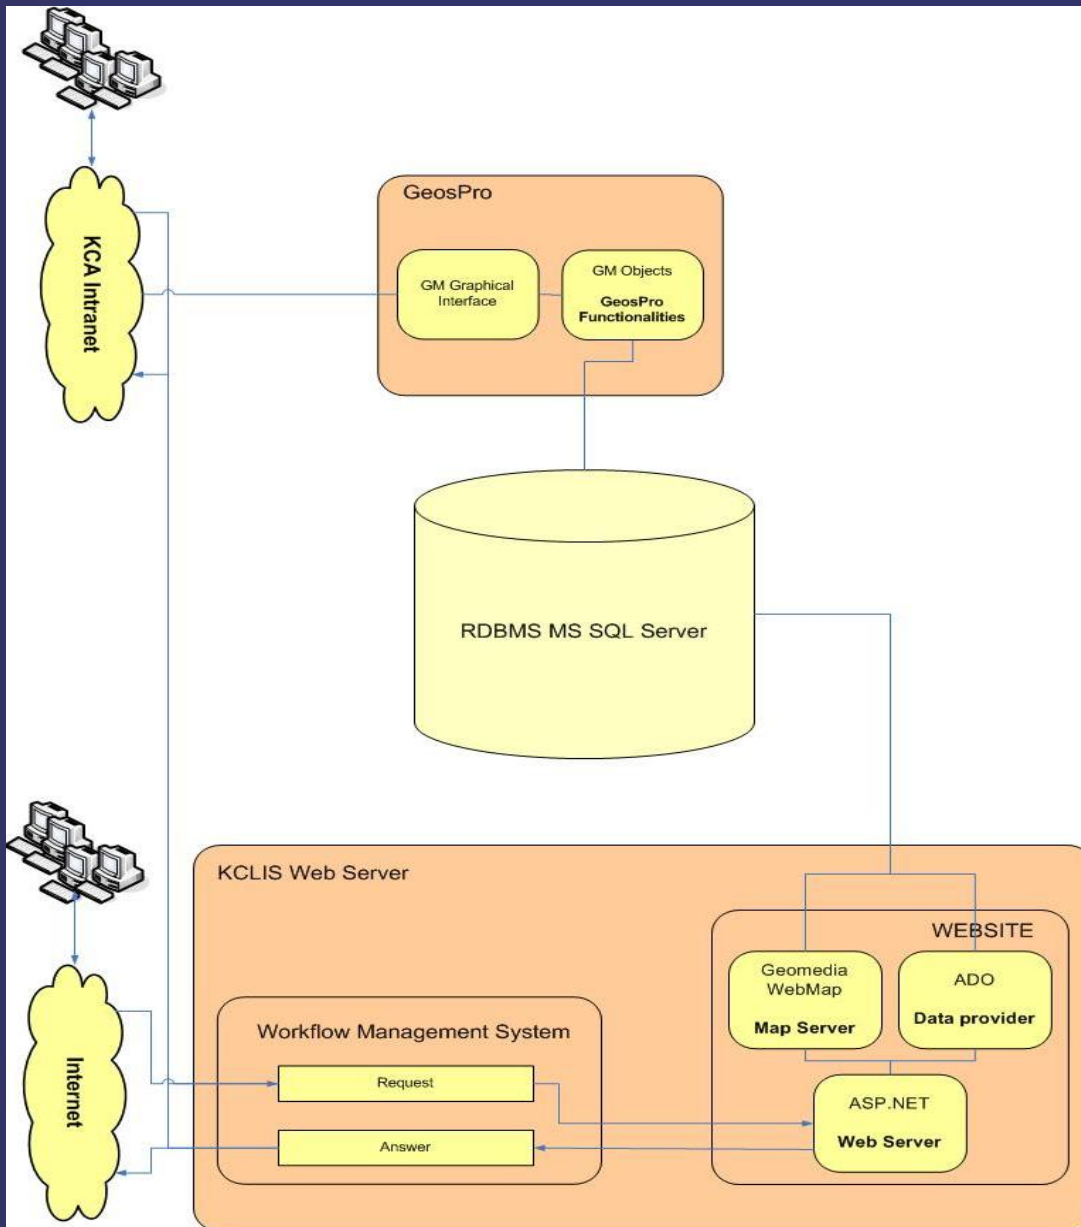 GeosPro
KCA Intranet
GM Graphical
Interface
GM Objects
GeosPro
Functionalities
RDBMS MS SQL Server
KCLIS Web Server
WEBSITE
Geomedia
WebMap
Map Server
ADO
Data provider
Workflow Management System
Request
Answer
Internet
ASP.NET
Web Server